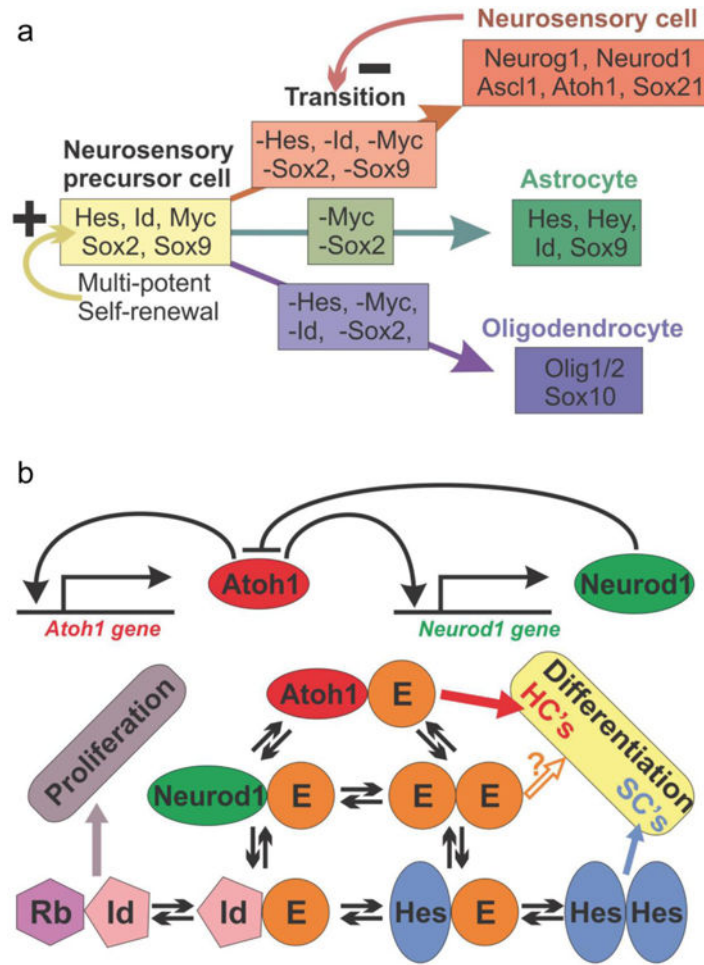 a
Neurosensory cell
Neurog1, Neurod1
Ascl1, Atoh1, Sox21
−
Transition
-Hes, -Id, -Myc
-Sox2, -Sox9
Neurosensory
precursor cell
+
Hes, Id, Myc
Sox2, Sox9
Multi-potent
Self-renewal
-Myc
-Sox2
Astrocyte
Hes, Hey,
Id, Sox9
-Hes, -Myc,
-Id, -Sox2,
Oligodendrocyte
Olig1/2
Sox10
b
Atoh1
Neurod1
Atoh1 gene
Neurod1 gene
Proliferation
Atoh1 E
Differentiation
HC's
SC's
?
Neurod1 E
E E
Rb Id
Id E
Hes E
Hes Hes